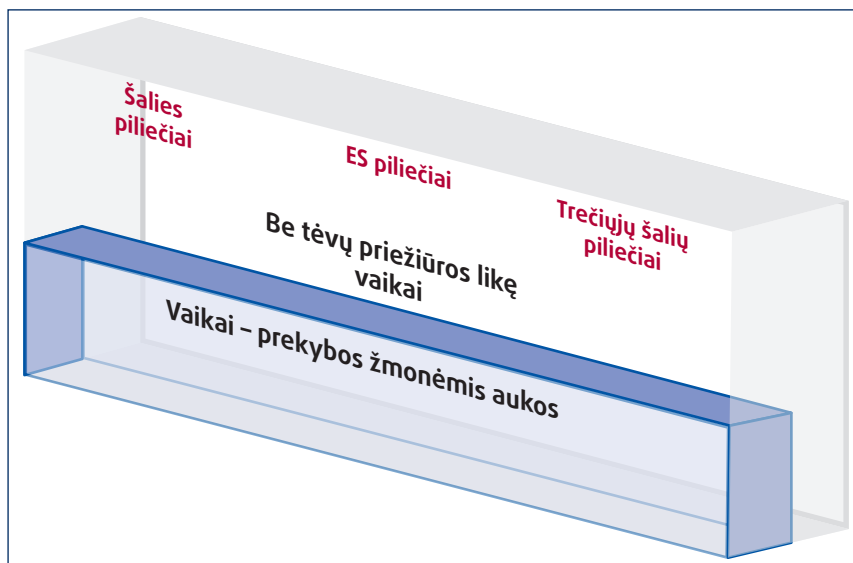 Šalies
piliečiai
ES piliečiai
Trečiųjų šalių
piliečiai
Be tėvų priežiūros likę
vaikai
Vaikai – prekybos žmonėmis aukos